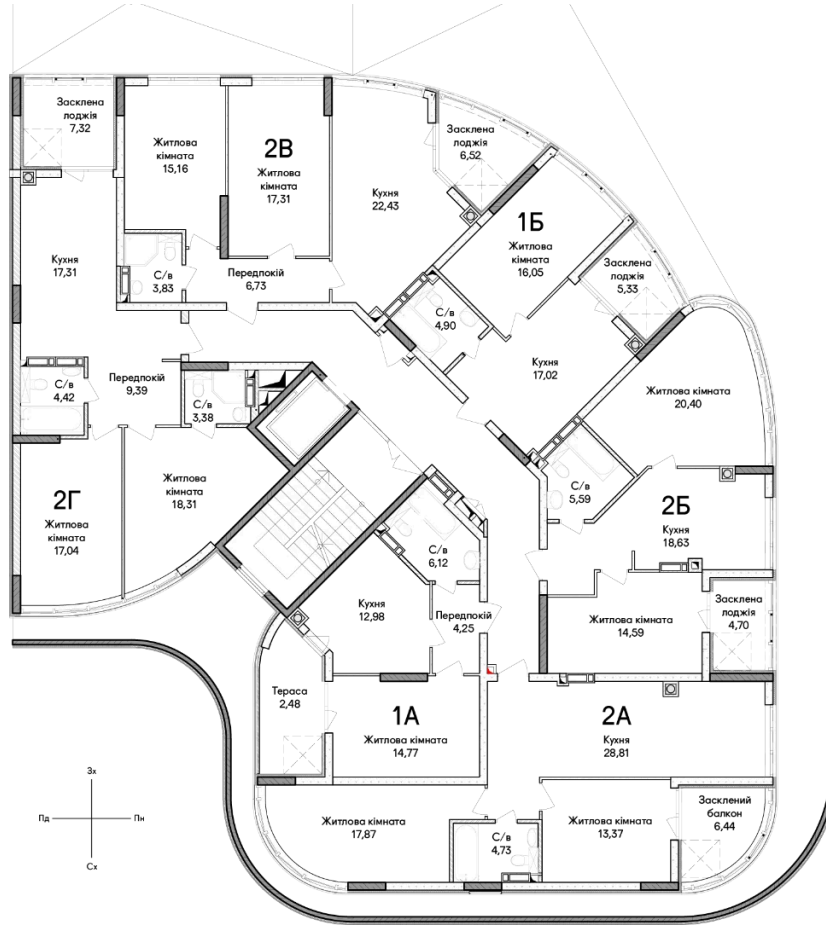 Засклена
лоджія
7,32
Житлова
кімната
15,16
2В
Житлова
кімната
17,31
Кухня
22,43
Засклена
лоджія
6,52
1Б
Житлова
кімната
16,05
Засклена
лоджія
5,33
Кухня
17,31
С/в
3,83
Передпокій
6,73
С/в
4,90
Кухня
17,02
Житлова кімната
20,40
С/в
4,42
Передпокій
9,39
С/в
3,38
Житлова
кімната
18,31
2Г
Житлова
кімната
17,04
С/в
5,59
2Б
Кухня
18,63
С/в
6,12
Кухня
12,98
Передпокій
4,25
Житлова кімната
14,59
Засклена
лоджія
4,70
Тераса
2,48
1А
Житлова кімната
14,77
2А
Кухня
28,81
Житлова кімната
17,87
С/в
4,73
Житлова кімната
13,37
Засклений
балкон
6,44
Зх
Пд
Пн
Сх